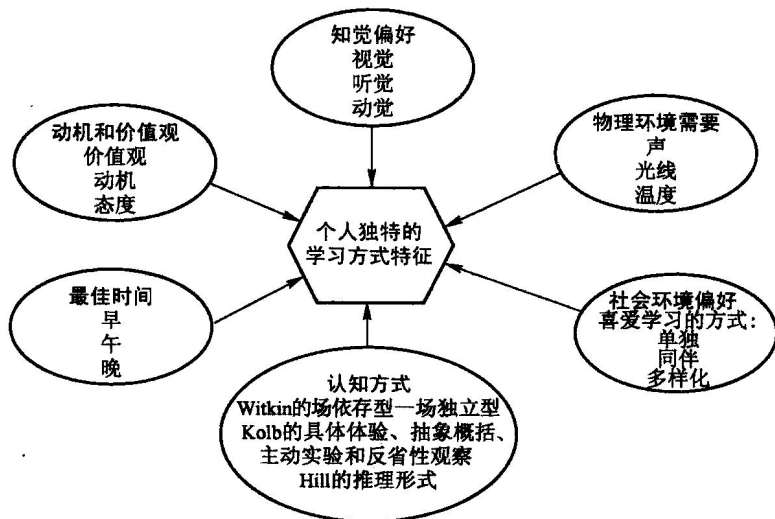 知觉偏好
视觉
听觉
动觉
动机和价值观
价值观
动机
态度
物理环境需要
声
光线
温度
个人独特的
学习方式特征
最佳时间
早
午
晚
社会环境偏好
喜爱学习的方式:
单独
同伴
多样化
认知方式
Witkin的场依存型—场独立型
Kolb的具体体验、抽象概括、
主动实验和反省性观察
Hill的推理形式